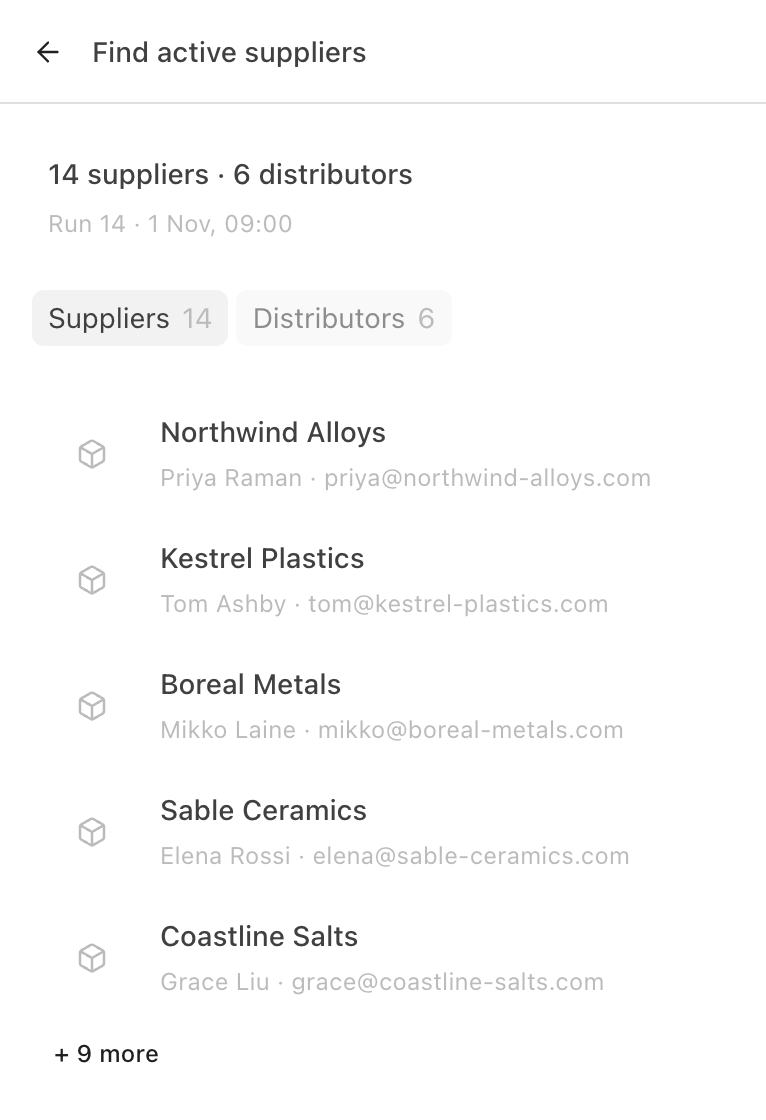 Find active suppliers
14 suppliers · 6 distributors
Run 14 · 1 Nov, 09:00
Suppliers 14 Distributors 6
Northwind Alloys
Priya Raman · priya@northwind-alloys.com
Kestrel Plastics
Tom Ashby · tom@kestrel-plastics.com
Boreal Metals
Mikko Laine · mikko@boreal-metals.com
Sable Ceramics
Elena Rossi · elena@sable-ceramics.com
Coastline Salts
Grace Liu · grace@coastline-salts.com
+ 9 more